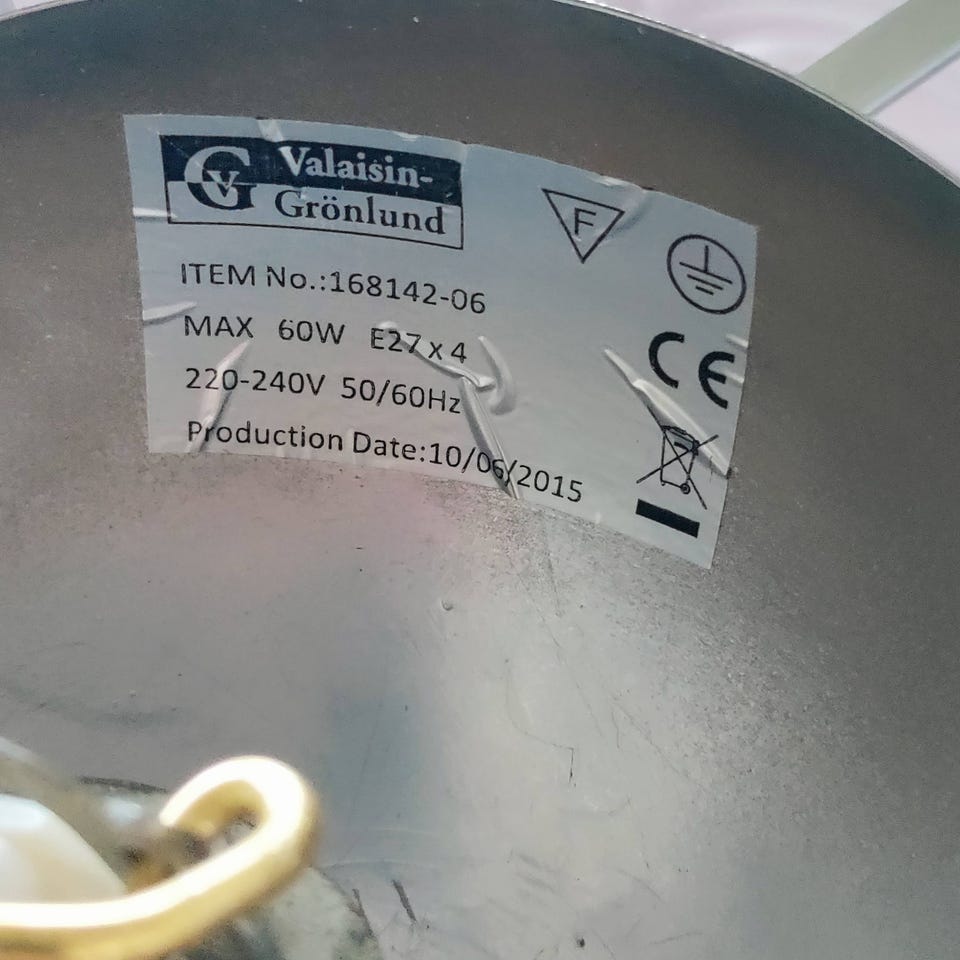 GV Valaisin-
Grönlund
F
ITEM No.:168142-06
MAX 60W E27 x 4
220-240V 50/60Hz
Production Date:10/06/2015
CE